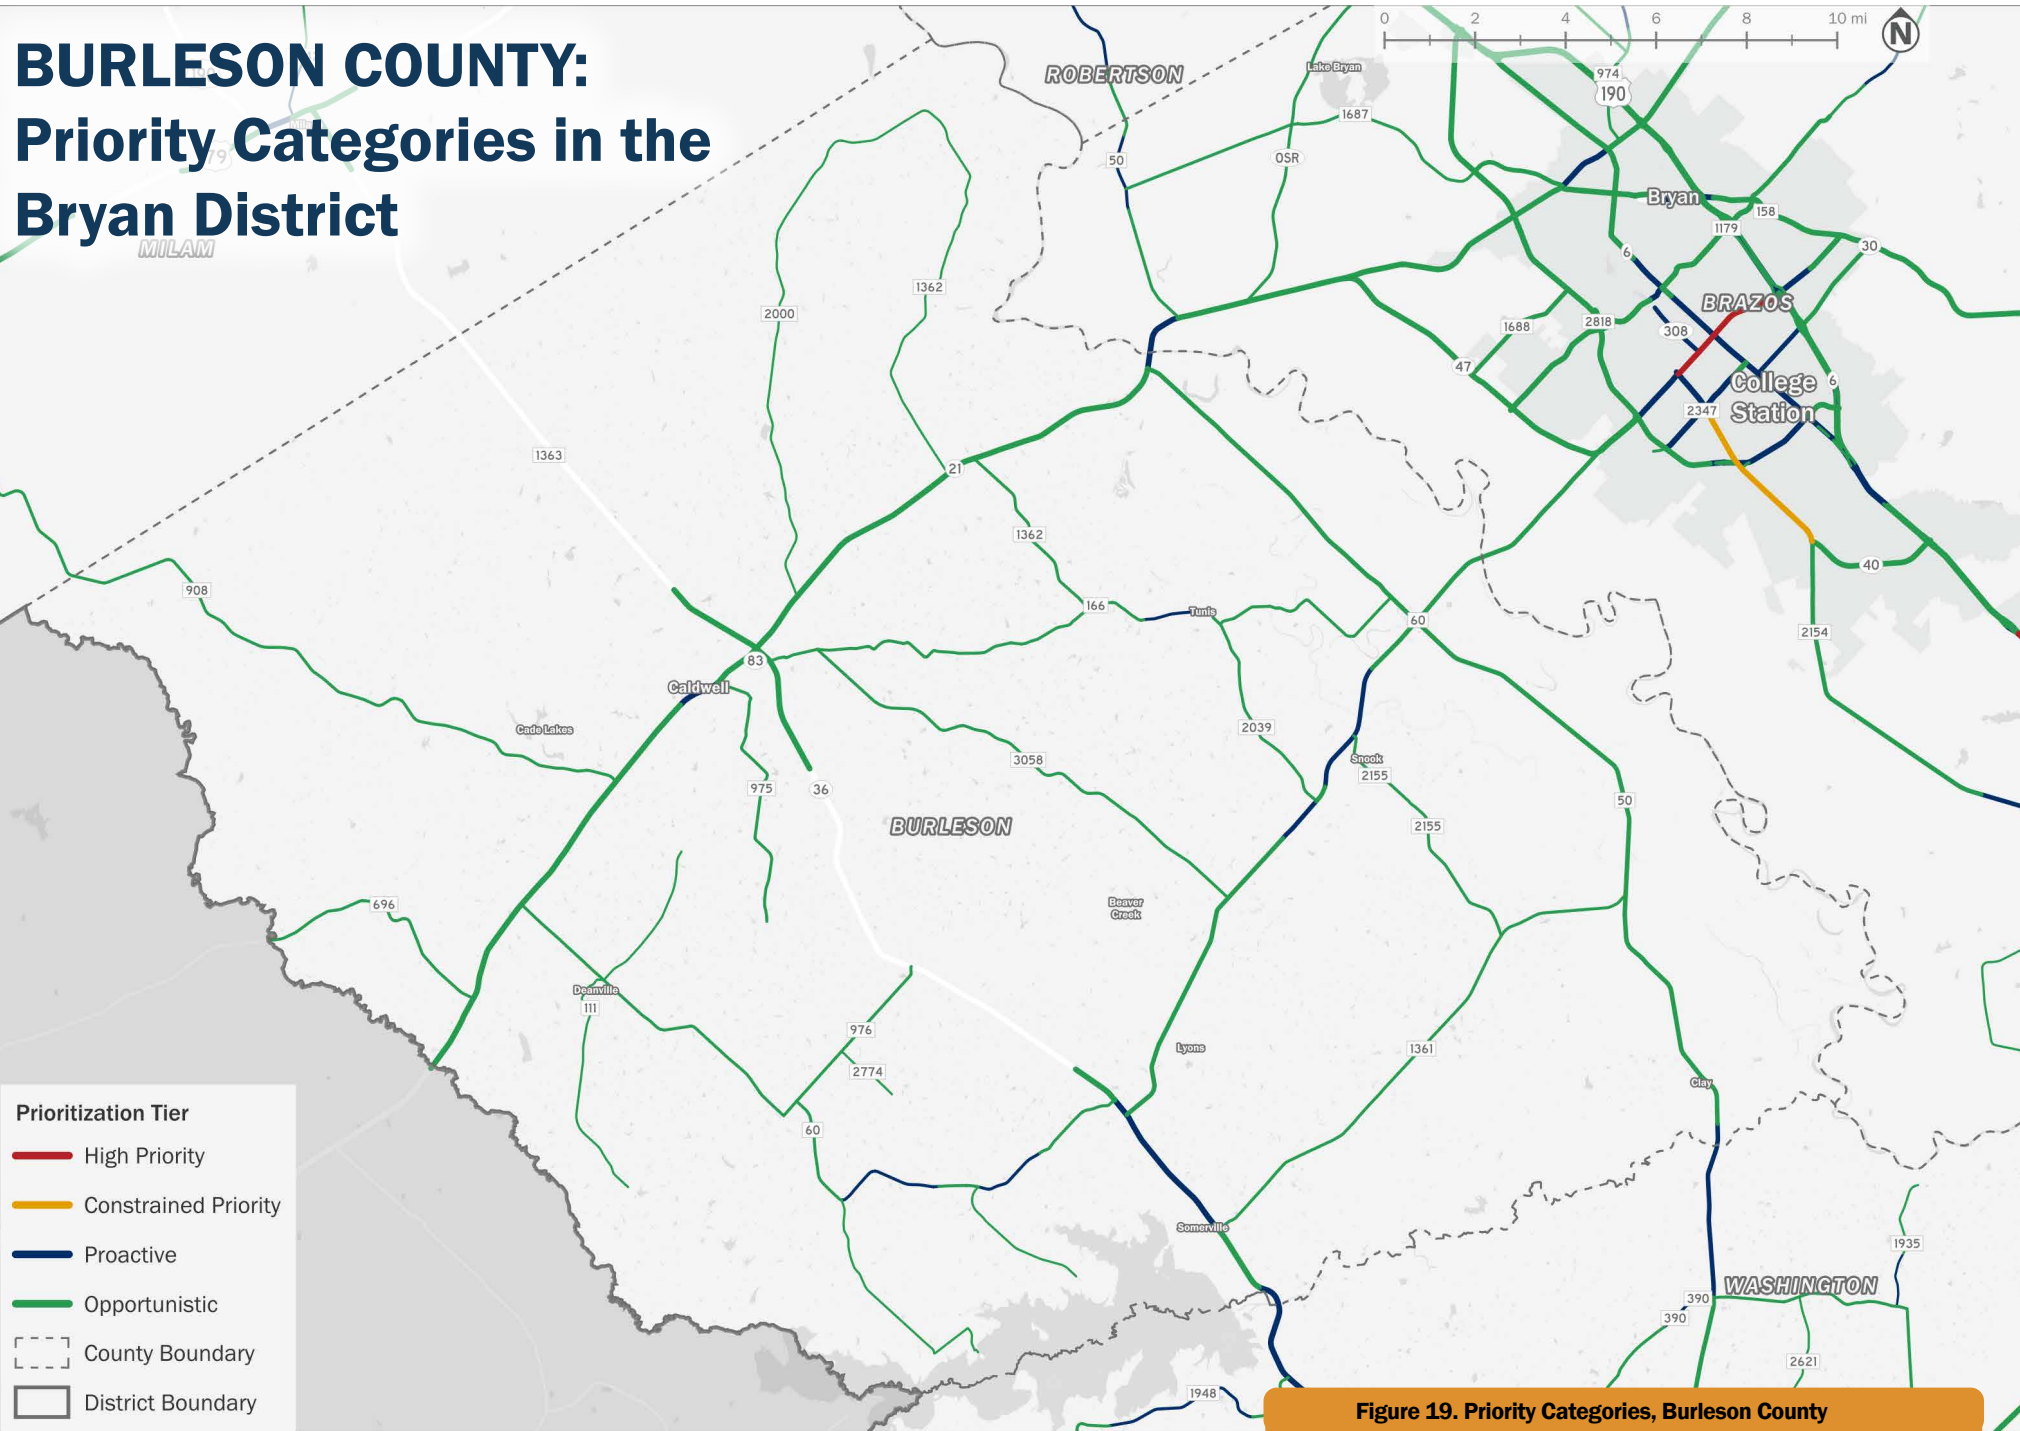 BURLESON COUNTY:
Priority Categories in the
Bryan District
0 2 4 6 8 10 mi
N
ROBERTSON
Lake Bryan
974
190
1687
50
OSR
79
MILAM
Bryan
158
1179
6
30
1362
2000
BRAZOS
1688
2818
308
47
College
Station
6
2347
1363
21
1362
40
908
166
Tunis
60
2154
83
Caldwell
Cade Lakes
2039
Snook
3058
2155
975
36
50
BURLESON
2155
696
Beaver
Creek
Deanville
111
976
Lyons
1361
2774
Clay
60
Somerville
1935
WASHINGTON
390
390
2621
1948
Prioritization Tier
High Priority
Constrained Priority
Proactive
Opportunistic
County Boundary
District Boundary
Figure 19. Priority Categories, Burleson County